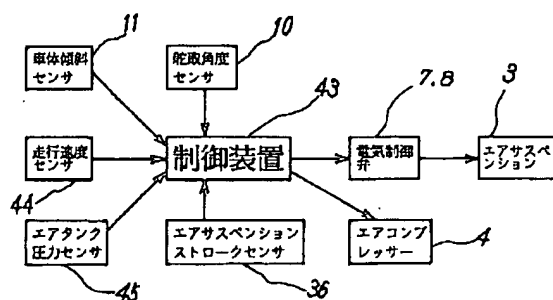 11
10
車体傾斜
センサ
舵取角度
センサ
43
7.8
3
走行速度
センサ
制御装置
電気制御
弁
エアサスペ
ンション
44
エアタンク
圧力センサ
エアサスペンション
ストロークセンサ
エアコンプ
レッサー
45
36
4